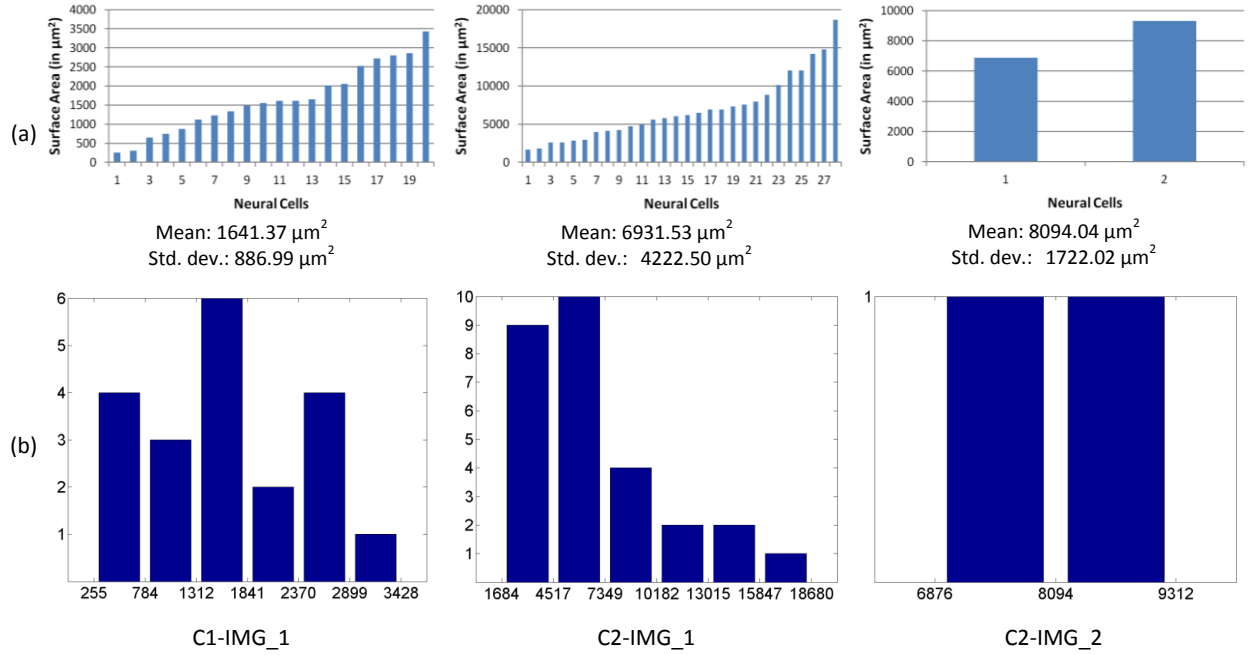 (a)
Surface Area (in µm²)
4000
3500
3000
2500
2000
1500
1000
500
0
1 3 5 7 9 11 13 15 17 19
Neural Cells
Mean: 1641.37 µm²
Std. dev.: 886.99 µm²
Surface Area (in µm²)
20000
15000
10000
5000
0
1 3 5 7 9 11 13 15 17 19 21 23 25 27
Neural Cells
Mean: 6931.53 µm²
Std. dev.: 4222.50 µm²
Surface Area (in µm²)
10000
8000
6000
4000
2000
0
1 2
Neural Cells
Mean: 8094.04 µm²
Std. dev.: 1722.02 µm²
(b)
6
5
4
3
2
1
255 784 1312 1841 2370 2899 3428
C1-IMG_1
10
9
8
7
6
5
4
3
2
1
1684 4517 7349 10182 13015 15847 18680
C2-IMG_1
1
6876 8094 9312
C2-IMG_2